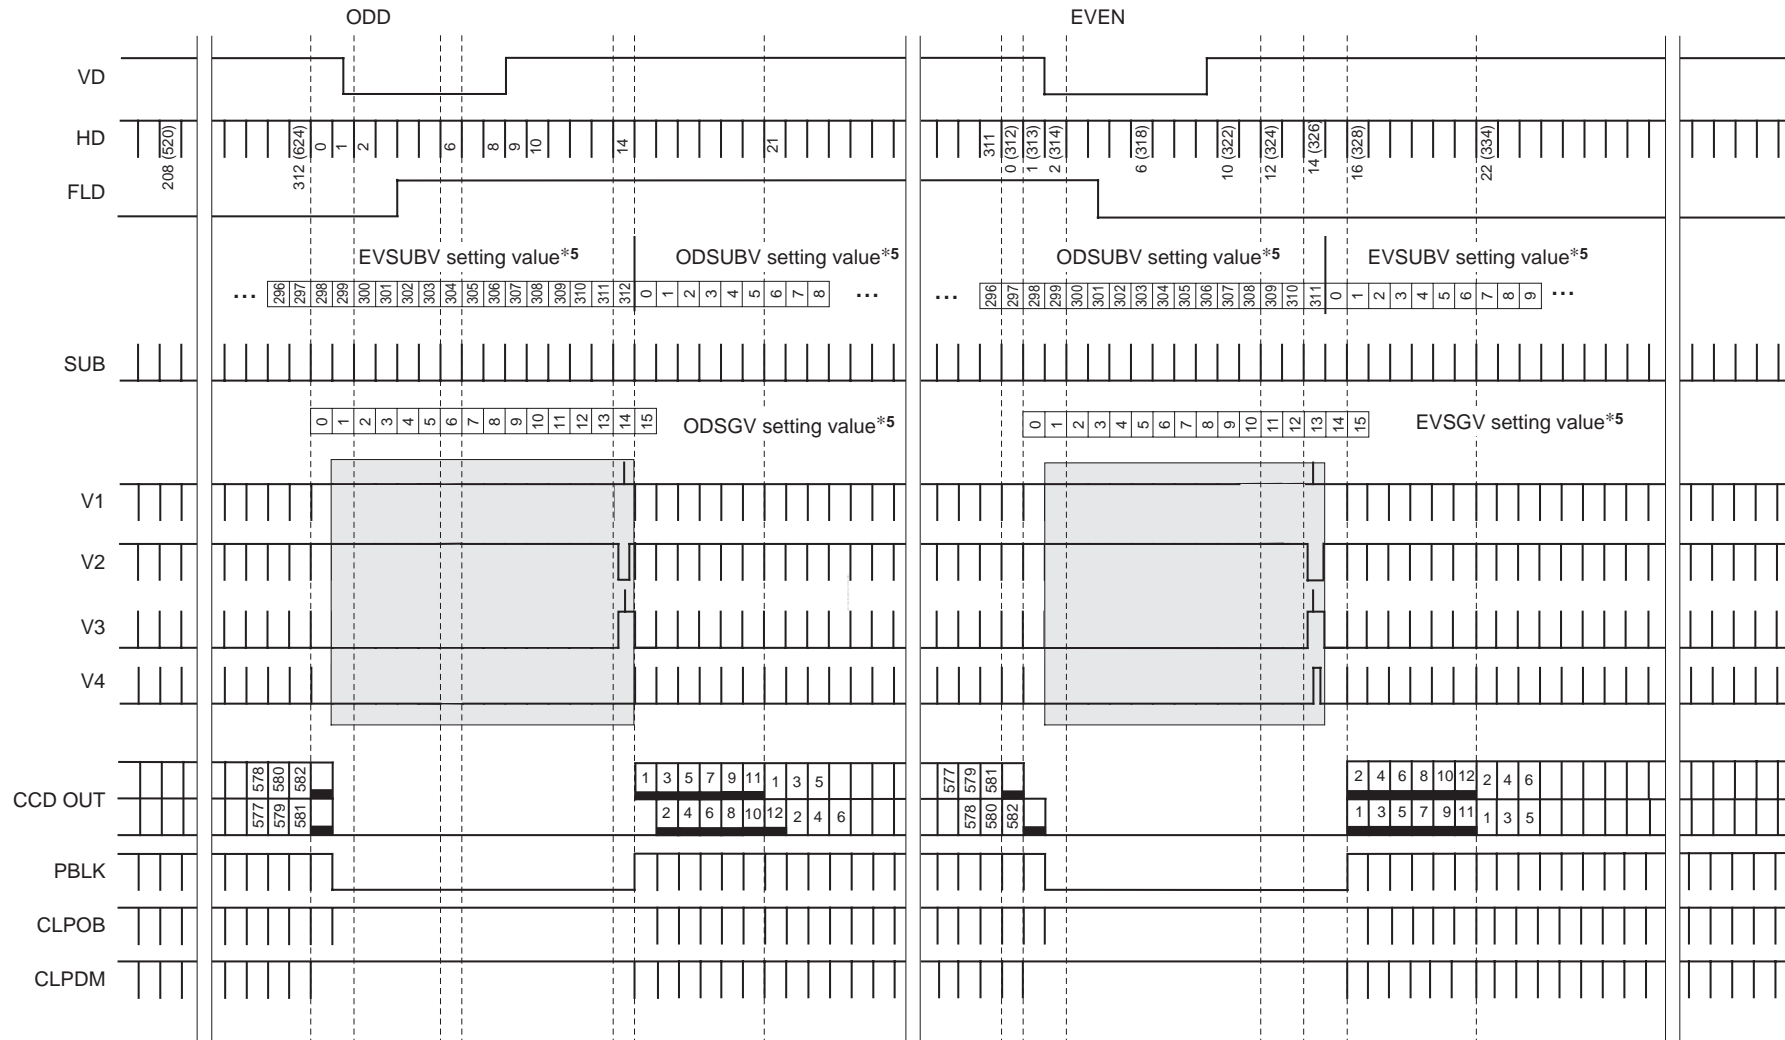 ODD EVEN
VD
HD 208 (520) 312 (624) 0 1 2 6 8 9 10 14 21 311 0 (312) 1 (313) 2 (314) 6 (318) 10 (322) 12 (324) 14 (326) 16 (328) 22 (334)
FLD
EVSUBV setting value*5 ODSUBV setting value*5 ODSUBV setting value*5 EVSUBV setting value*5
... 296 297 298 299 300 301 302 303 304 305 306 307 308 309 310 311 312 0 1 2 3 4 5 6 7 8 ... ... 296 297 298 299 300 301 302 303 304 305 306 307 308 309 310 311 0 1 2 3 4 5 6 7 8 9 ...
SUB
0 1 2 3 4 5 6 7 8 9 10 11 12 13 14 15 ODSGV setting value*5 0 1 2 3 4 5 6 7 8 9 10 11 12 13 14 15 EVSGV setting value*5
V1
V2
V3
V4
CCD OUT
578 580 582 1 3 5 7 9 11 1 3 5 577 579 581 2 4 6 8 10 12 2 4 6
577 579 581 2 4 6 8 10 12 2 4 6 578 580 582 1 3 5 7 9 11 1 3 5
PBLK
CLPOB
CLPDM